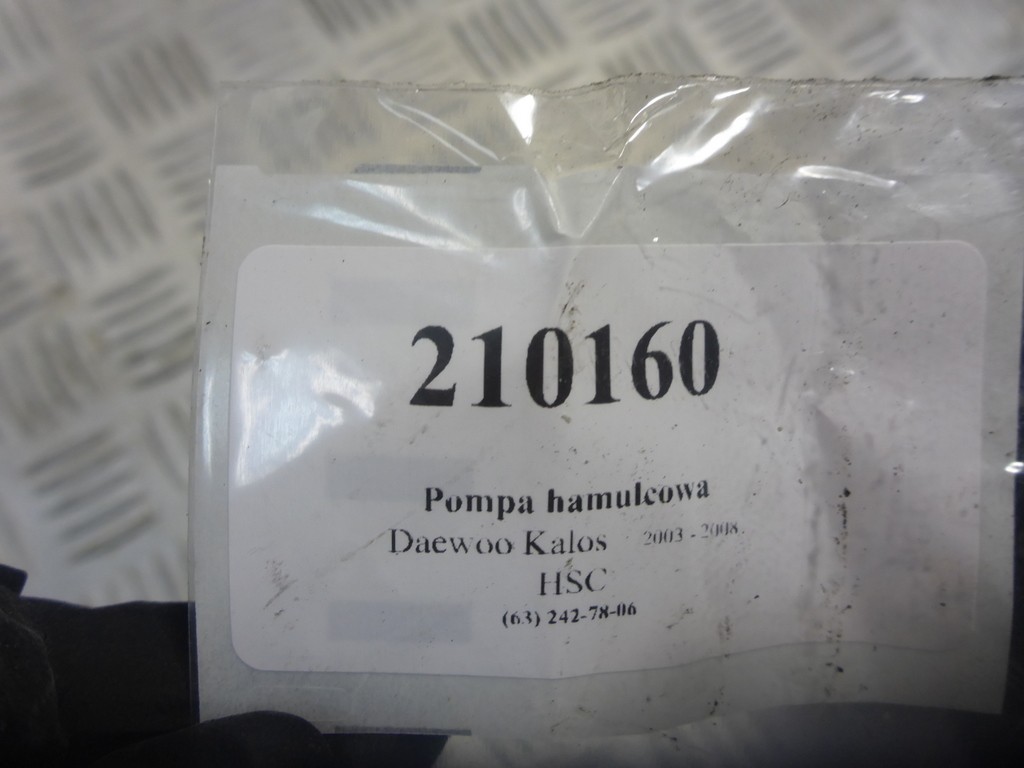 210160
Pompa hamulcowa
Daewoo Kalos 2003 - 2008
HSC
(63) 242-78-06